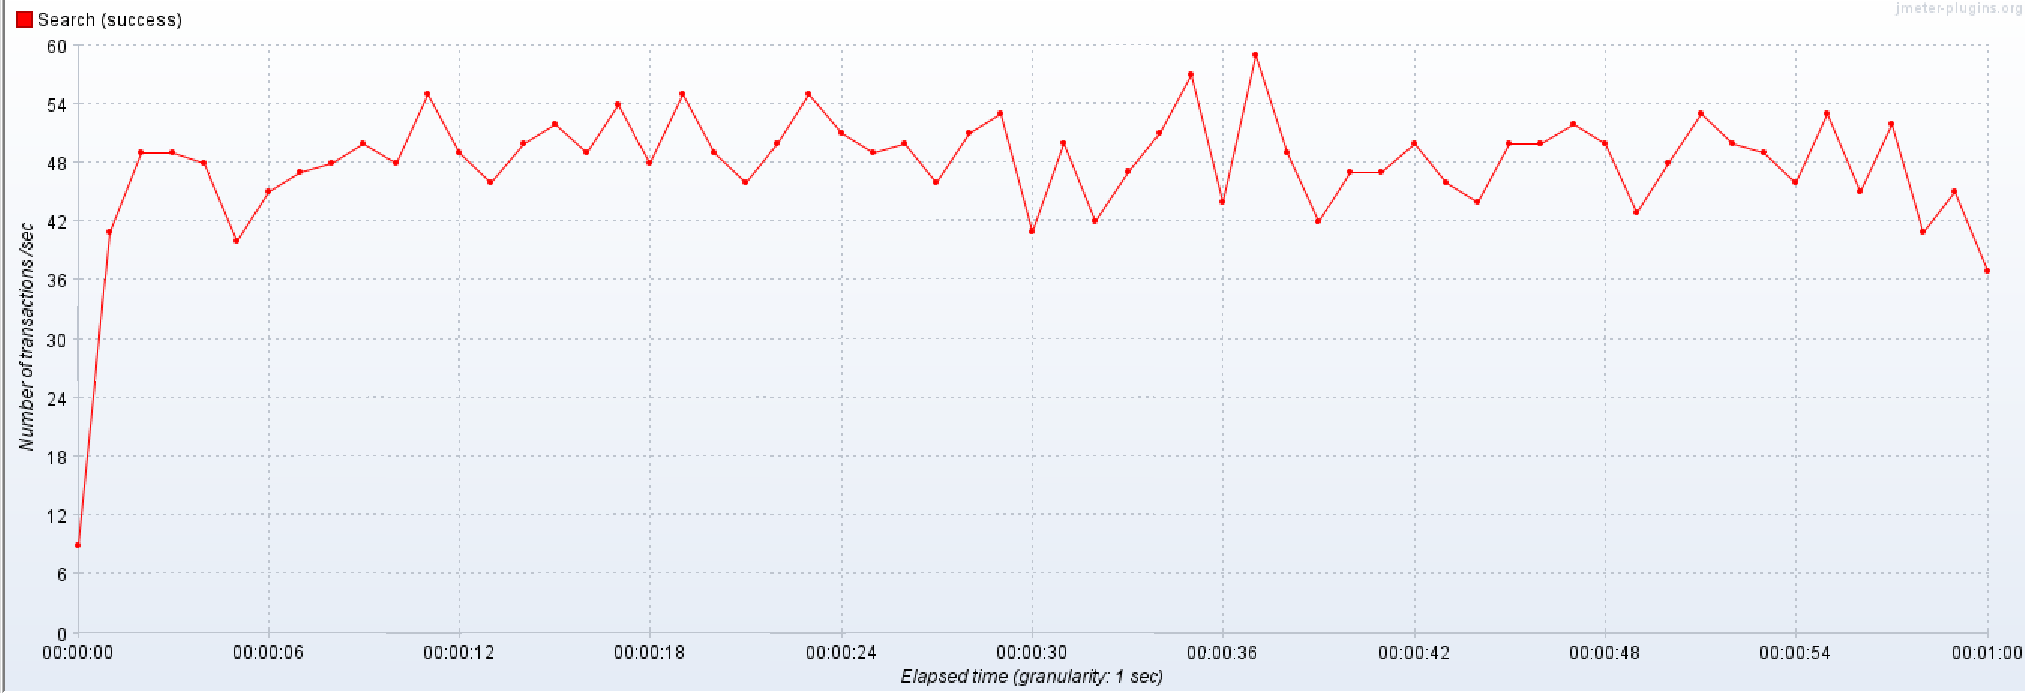 Search (success)
jmeter-plugins.org
60
54
48
42
36
30
24
18
12
6
0
Number of transactions/sec
00:00:00 00:00:06 00:00:12 00:00:18 00:00:24 00:00:30 00:00:36 00:00:42 00:00:48 00:00:54 00:01:00
Elapsed time (granularity: 1 sec)